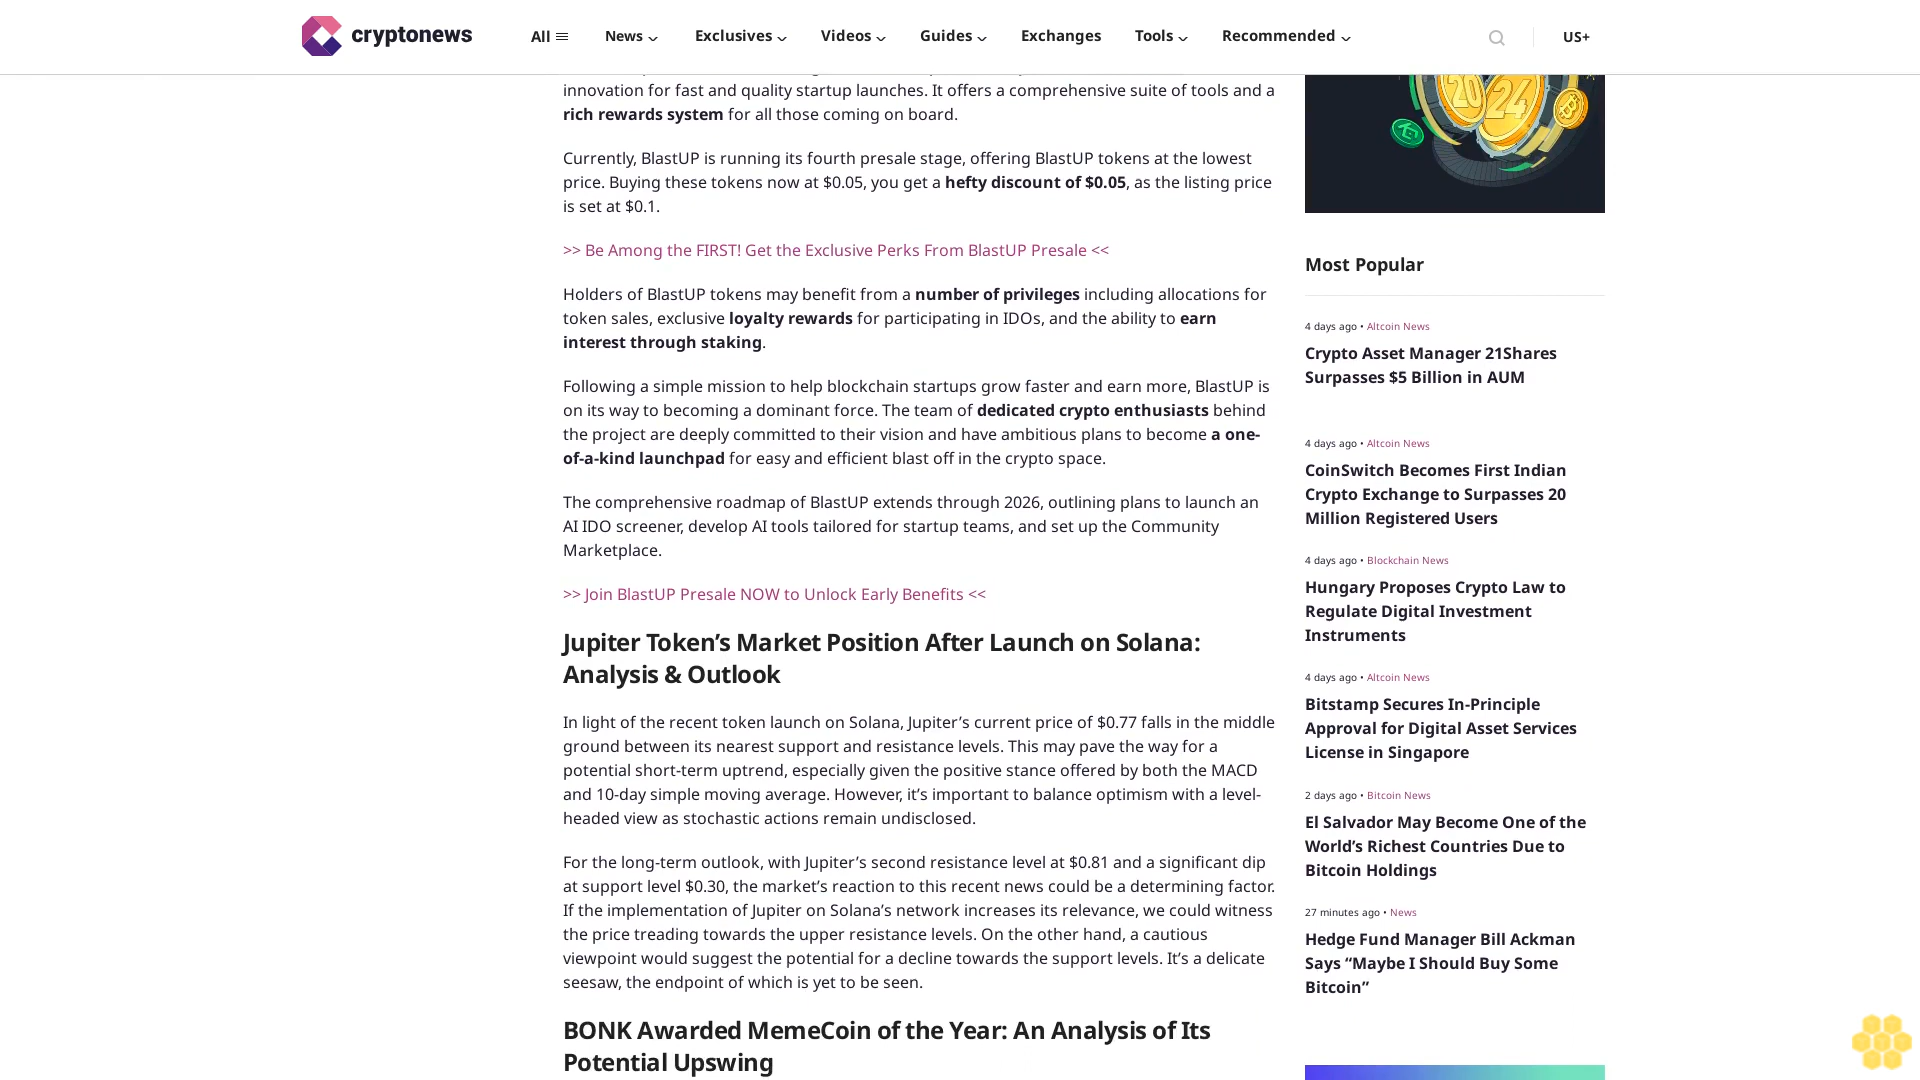 cryptonews
All
News
Exclusives
Videos
Guides
Exchanges
Tools
Recommended
US+
innovation for fast and quality startup launches. It offers a comprehensive suite of tools and a
rich rewards system for all those coming on board.
Currently, BlastUP is running its fourth presale stage, offering BlastUP tokens at the lowest
price. Buying these tokens now at $0.05, you get a hefty discount of $0.05, as the listing price
is set at $0.1.
>> Be Among the FIRST! Get the Exclusive Perks From BlastUP Presale <<
Holders of BlastUP tokens may benefit from a number of privileges including allocations for
token sales, exclusive loyalty rewards for participating in IDOs, and the ability to earn
interest through staking.
Following a simple mission to help blockchain startups grow faster and earn more, BlastUP is
on its way to becoming a dominant force. The team of dedicated crypto enthusiasts behind
the project are deeply committed to their vision and have ambitious plans to become a one-
of-a-kind launchpad for easy and efficient blast off in the crypto space.
The comprehensive roadmap of BlastUP extends through 2026, outlining plans to launch an
AI IDO screener, develop AI tools tailored for startup teams, and set up the Community
Marketplace.
>> Join BlastUP Presale NOW to Unlock Early Benefits <<
Jupiter Token’s Market Position After Launch on Solana:
Analysis & Outlook
In light of the recent token launch on Solana, Jupiter’s current price of $0.77 falls in the middle
ground between its nearest support and resistance levels. This may pave the way for a
potential short-term uptrend, especially given the positive stance offered by both the MACD
and 10-day simple moving average. However, it’s important to balance optimism with a level-
headed view as stochastic actions remain undisclosed.
For the long-term outlook, with Jupiter’s second resistance level at $0.81 and a significant dip
at support level $0.30, the market’s reaction to this recent news could be a determining factor.
If the implementation of Jupiter on Solana’s network increases its relevance, we could witness
the price treading towards the upper resistance levels. On the other hand, a cautious
viewpoint would suggest the potential for a decline towards the support levels. It’s a delicate
seesaw, the endpoint of which is yet to be seen.
BONK Awarded MemeCoin of the Year: An Analysis of Its
Potential Upswing
20 24
Most Popular
4 days ago • Altcoin News
Crypto Asset Manager 21Shares
Surpasses $5 Billion in AUM
4 days ago • Altcoin News
CoinSwitch Becomes First Indian
Crypto Exchange to Surpasses 20
Million Registered Users
4 days ago • Blockchain News
Hungary Proposes Crypto Law to
Regulate Digital Investment
Instruments
4 days ago • Altcoin News
Bitstamp Secures In-Principle
Approval for Digital Asset Services
License in Singapore
2 days ago • Bitcoin News
El Salvador May Become One of the
World’s Richest Countries Due to
Bitcoin Holdings
27 minutes ago • News
Hedge Fund Manager Bill Ackman
Says “Maybe I Should Buy Some
Bitcoin”